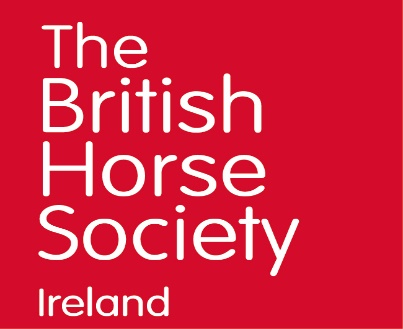 The
British
Horse
Society
Ireland